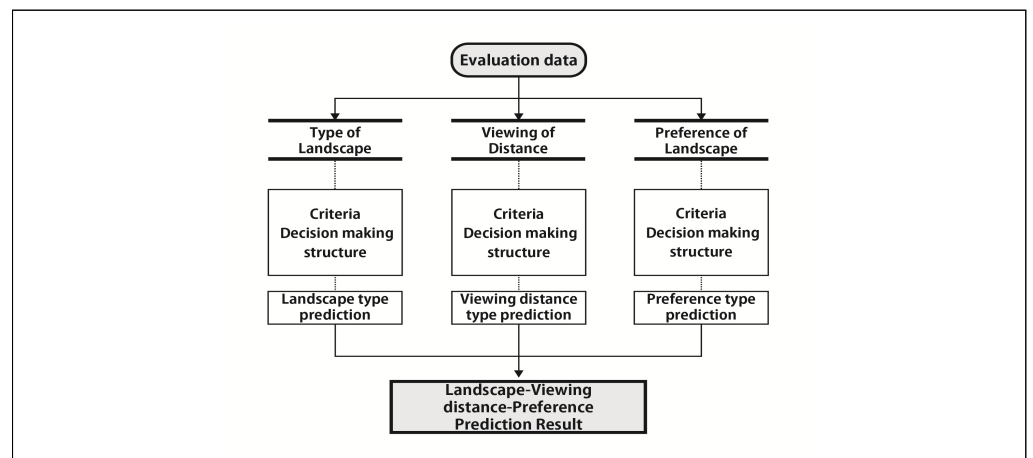 Evaluation data
Type of
Landscape
Viewing of
Distance
Preference of
Landscape
Criteria
Decision making
structure
Criteria
Decision making
structure
Criteria
Decision making
structure
Landscape type
prediction
Viewing distance
type prediction
Preference type
prediction
Landscape-Viewing
distance-Preference
Prediction Result